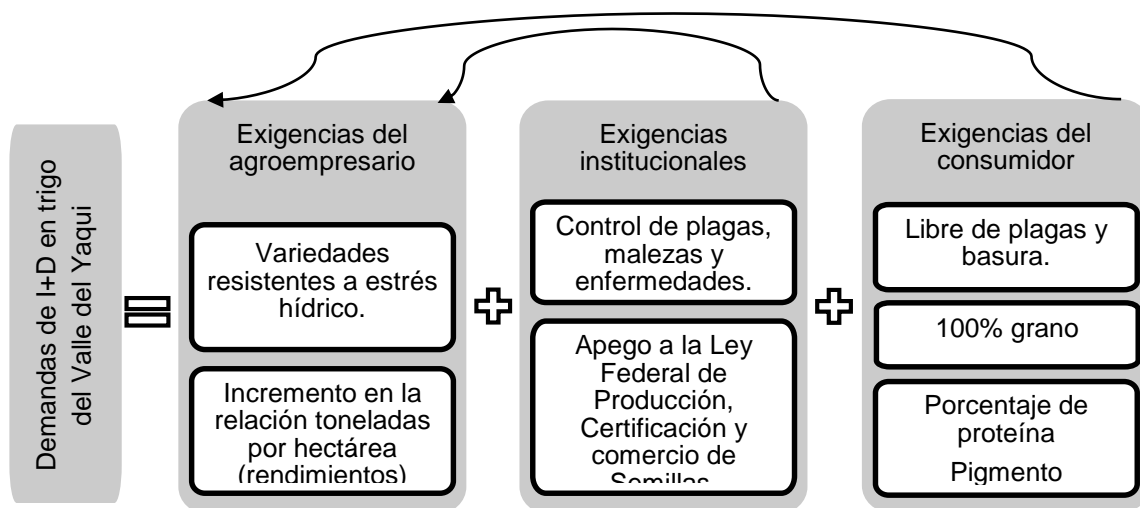 Demandas de I+D en trigo
del Valle del Yaqui
Exigencias del
agroempresario
Variedades
resistentes a estrés
hídrico.
Incremento en la
relación toneladas
por hectárea
(rendimientos)
Exigencias
institucionales
Control de plagas,
malezas y
enfermedades.
Apego a la Ley
Federal de
Producción,
Certificación y
comercio de
Semillas
Exigencias del
consumidor
Libre de plagas y
basura.
100% grano
Porcentaje de
proteína
Pigmento